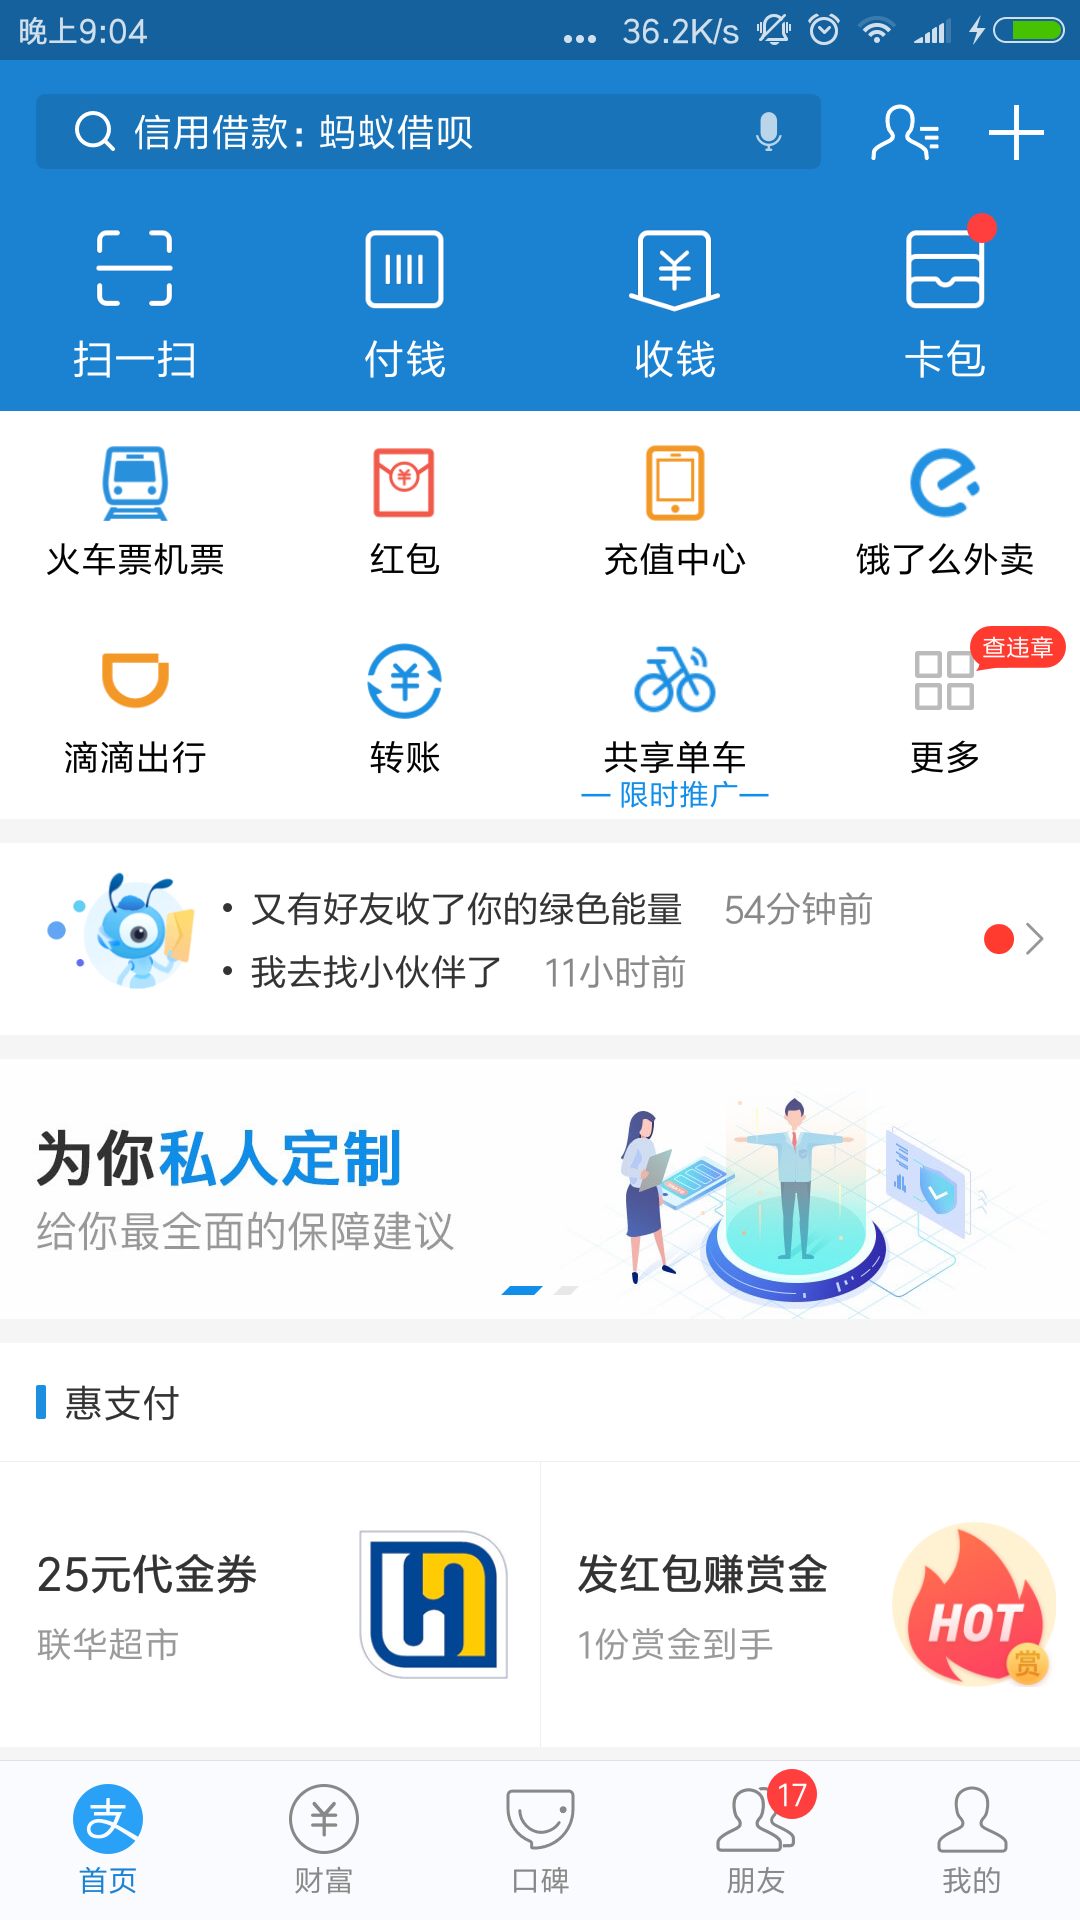 晚上9:04
... 36.2K/s
信用借款：蚂蚁借呗
扫一扫 付钱 收钱 卡包
火车票机票 红包 充值中心 饿了么外卖
查违章
滴滴出行 转账 共享单车 更多
— 限时推广—
• 又有好友收了你的绿色能量 54分钟前
• 我去找小伙伴了 11小时前
为你私人定制
给你最全面的保障建议
惠支付
25元代金券
联华超市
发红包赚赏金
1份赏金到手
HOT
赏
17
首页 财富 口碑 朋友 我的